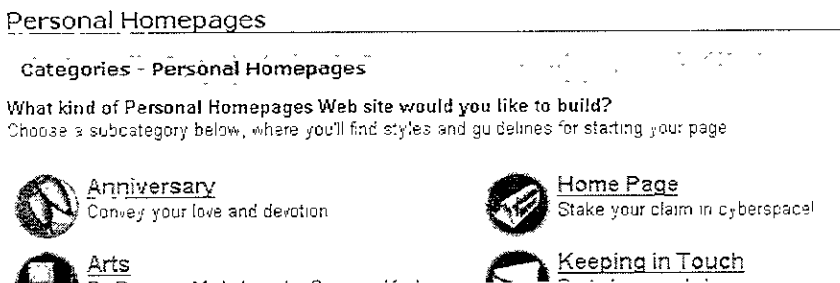 Personal Homepages
Categories - Personal Homepages
What kind of Personal Homepages Web site would you like to build?
Choose a subcategory below, where you'll find styles and guidelines for starting your page
Anniversary
Convey your love and devotion
Home Page
Stake your claim in cyberspace!
Arts
Keeping in Touch